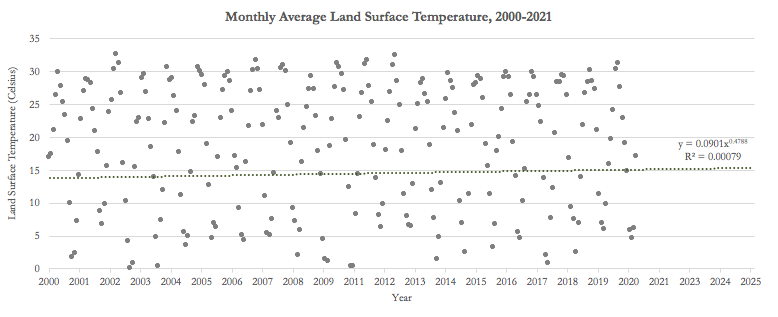 Monthly Average Land Surface Temperature, 2000-2021
35
30
25
20
15
10
5
0
Land Surface Temperature (Celsius)
y = 0.0901x^0.4788
R² = 0.00079
2000 2001 2002 2003 2004 2005 2006 2007 2008 2009 2010 2011 2012 2013 2014 2015 2016 2017 2018 2019 2020 2021 2022 2023 2024 2025
Year